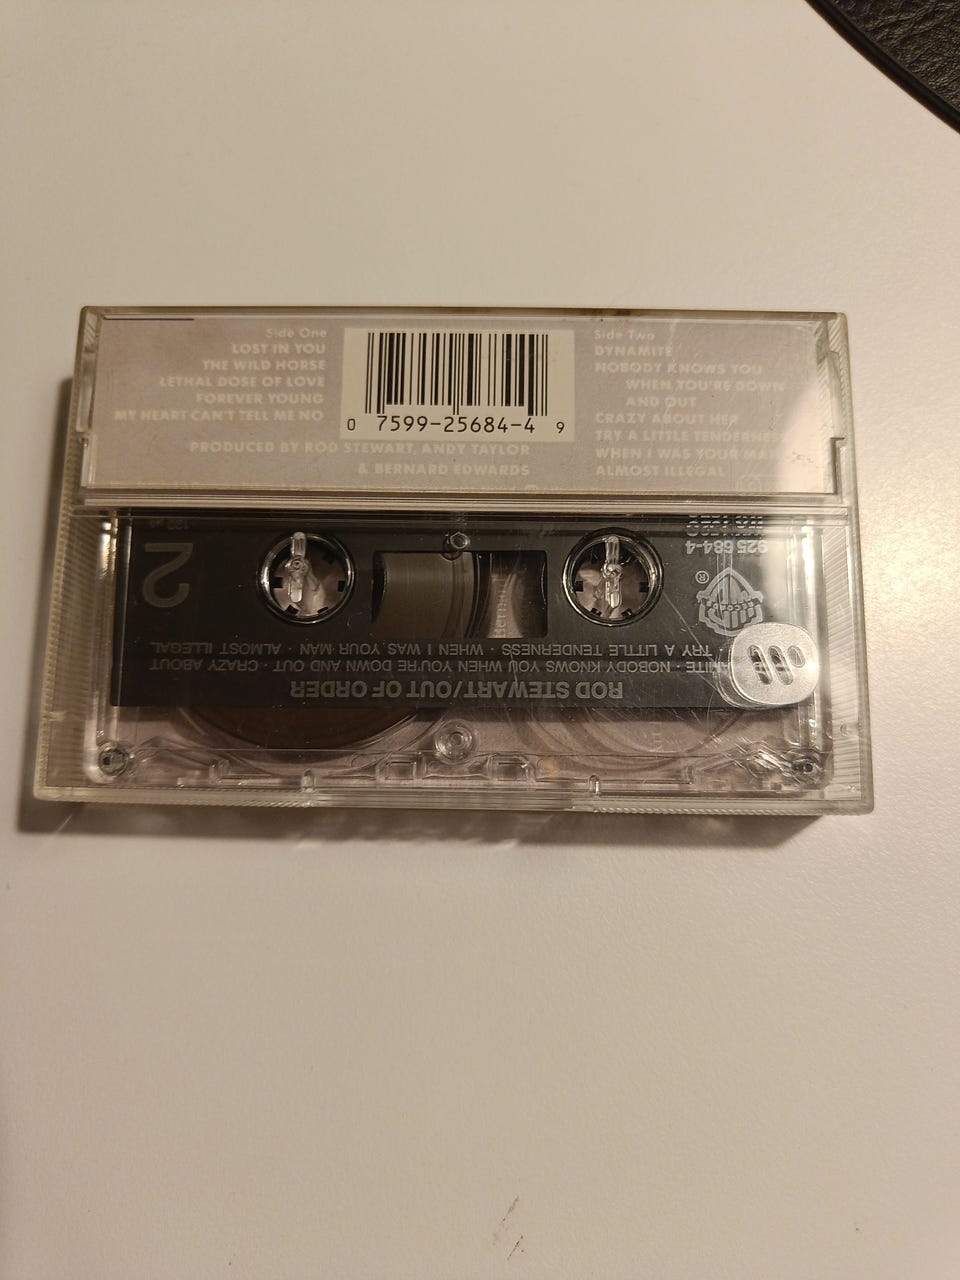 Side One
LOST IN YOU
THE WILD HORSE
LETHAL DOSE OF LOVE
FOREVER YOUNG
MY HEART CAN'T TELL ME NO
0 7599-25684-4 9
Side Two
DYNAMITE
NOBODY KNOWS YOU
WHEN YOU'RE DOWN
AND OUT
CRAZY ABOUT HER
TRY A LITTLE TENDERNESS
WHEN I WAS YOUR MAN
ALMOST ILLEGAL
PRODUCED BY ROD STEWART, ANDY TAYLOR
& BERNARD EDWARDS
ROD STEWART/OUT OF ORDER
AMITE · NOBODY KNOWS YOU WHEN YOU'RE DOWN AND OUT · CRAZY ABOUT
TRY A LITTLE TENDERNESS · WHEN I WAS YOUR MAN · ALMOST ILLEGAL
RECORDS
®
2
925 684-4